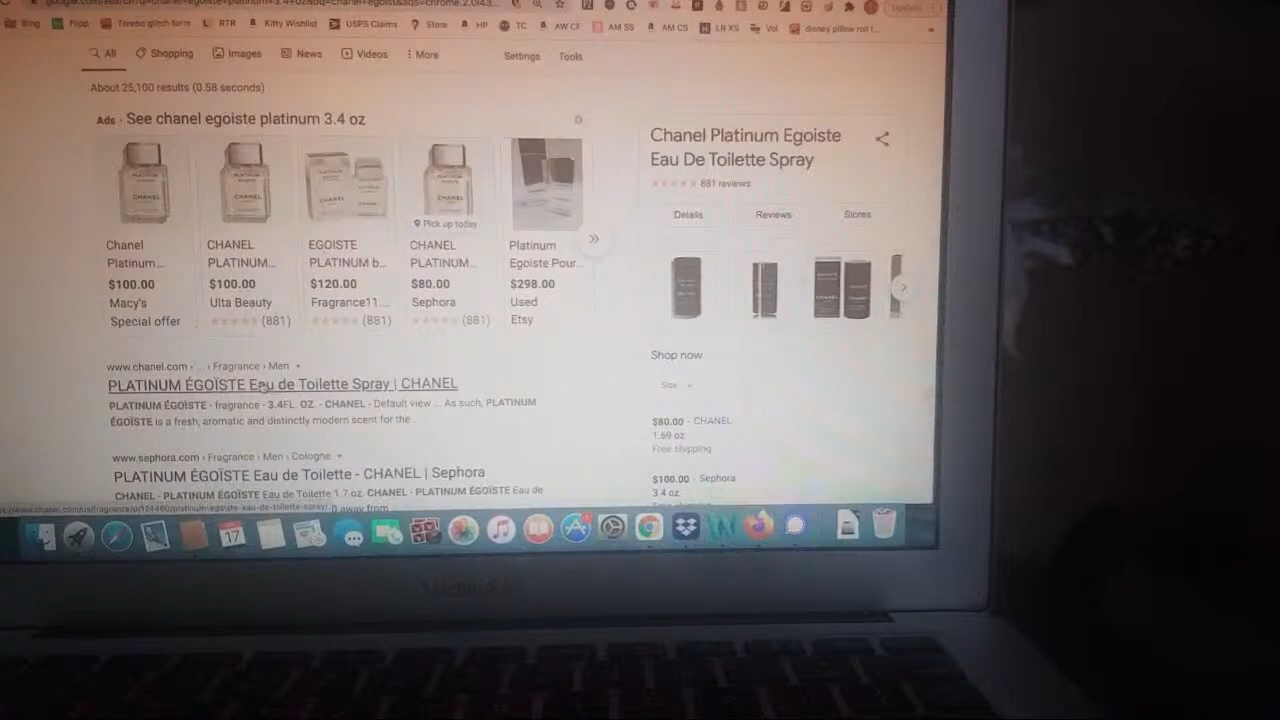 Bing Flipp Torens glitch form RTR Kitty Wishlist USPS Claims Store HP TC AW CF AM SS AM CS LR XS Vol disney pillow roll t...
All Shopping Images News Videos More Settings Tools
About 25,100 results (0.58 seconds)
Ads · See chanel egoiste platinum 3.4 oz
Pick up today
Chanel Platinum...
$100.00
Macy's
Special offer
CHANEL PLATINUM...
$100.00
Ulta Beauty
(881)
EGOISTE PLATINUM b...
$120.00
Fragrance11...
(881)
CHANEL PLATINUM...
$80.00
Sephora
(881)
Platinum Egoiste Pour...
$298.00
Used
Etsy
www.chanel.com › ... › Fragrance › Men
PLATINUM ÉGOÏSTE Eau de Toilette Spray | CHANEL
PLATINUM ÉGOÏSTE - fragrance - 3.4FL. OZ. - CHANEL - Default view ... As such, PLATINUM
ÉGOÏSTE is a fresh, aromatic and distinctly modern scent for the
www.sephora.com › Fragrance › Men › Cologne
PLATINUM ÉGOÏSTE Eau de Toilette - CHANEL | Sephora
CHANEL - PLATINUM ÉGOÏSTE Eau de Toilette 1.7 oz. CHANEL · PLATINUM ÉGOÏSTE Eau de
Chanel Platinum Egoiste
Eau De Toilette Spray
881 reviews
Details Reviews Stores
Shop now
Size
$80.00 · CHANEL
1.69 oz
Free shipping
$100.00 · Sephora
3.4 oz
17